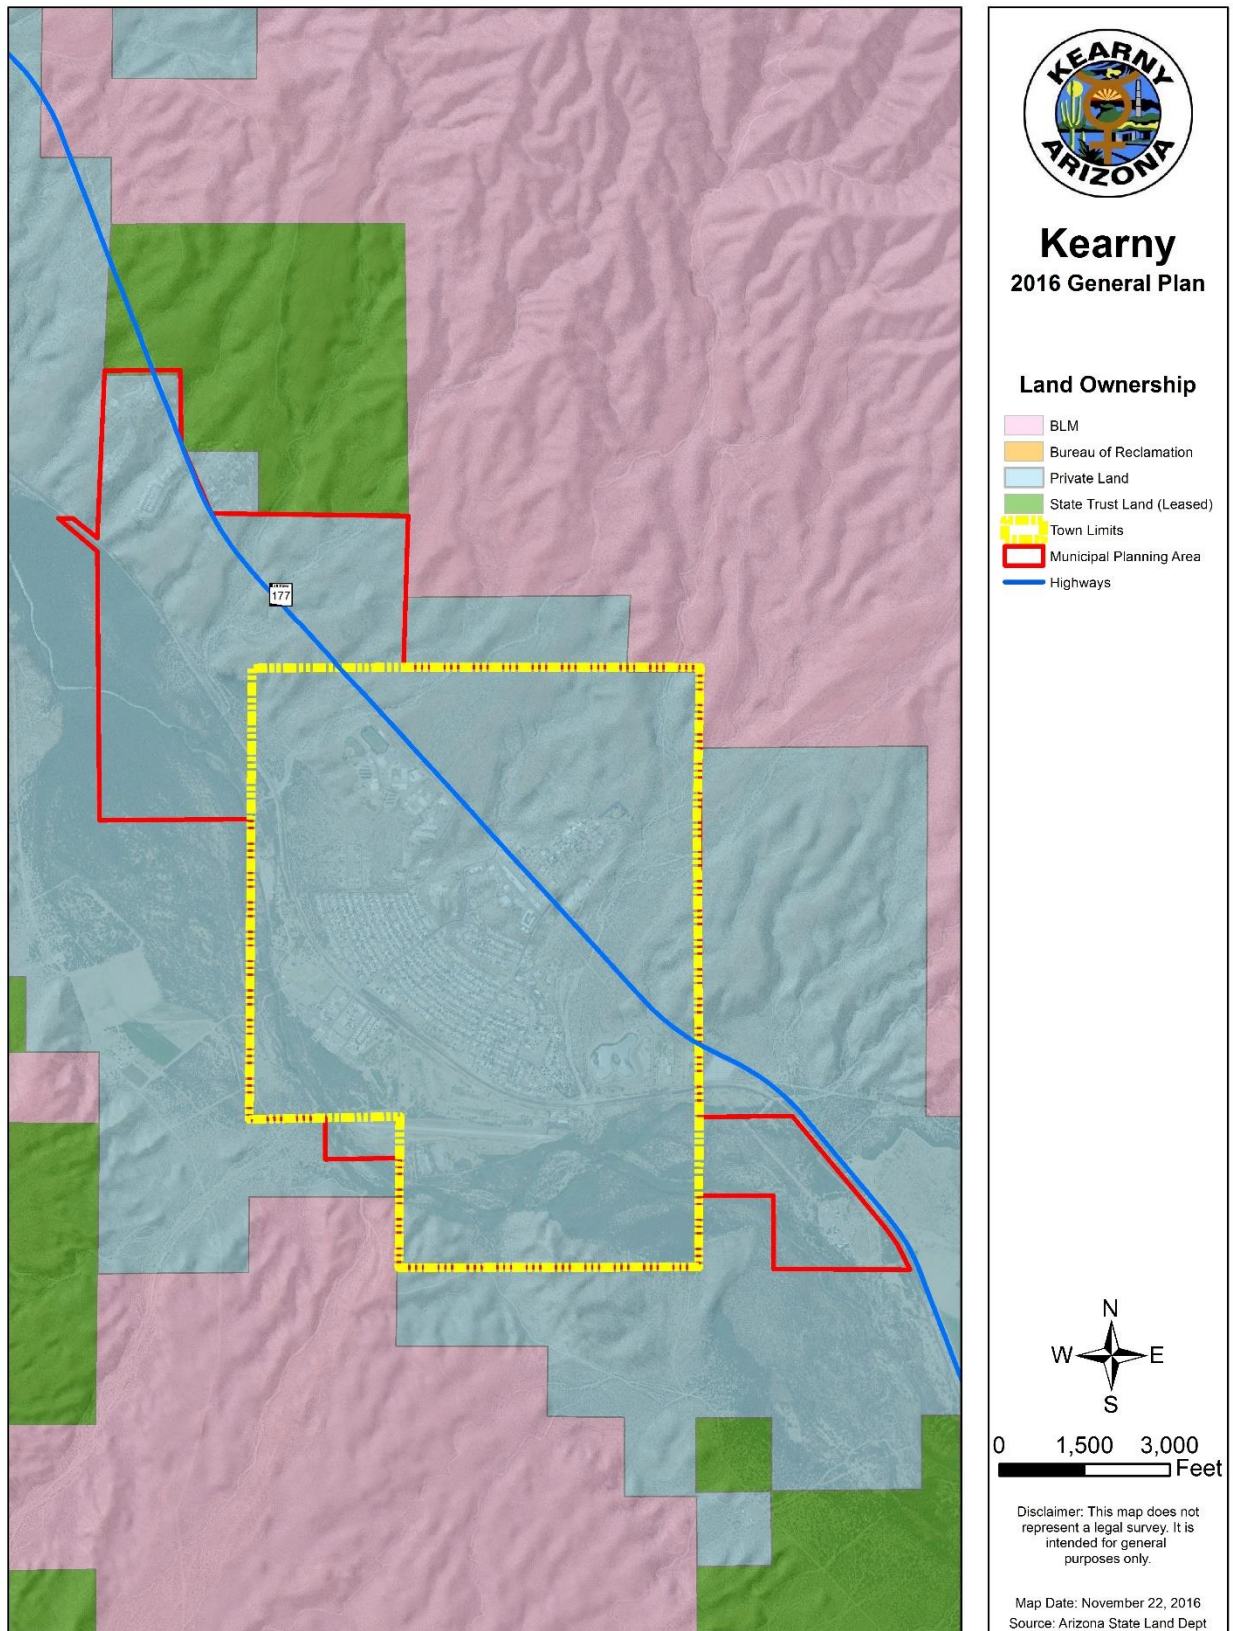 KEARNY
ARIZONA
Kearny
2016 General Plan
Land Ownership
BLM
Bureau of Reclamation
Private Land
State Trust Land (Leased)
Town Limits
Municipal Planning Area
Highways
177
N
W E
S
0 1,500 3,000
Feet
Disclaimer: This map does not
represent a legal survey. It is
intended for general
purposes only.
Map Date: November 22, 2016
Source: Arizona State Land Dept